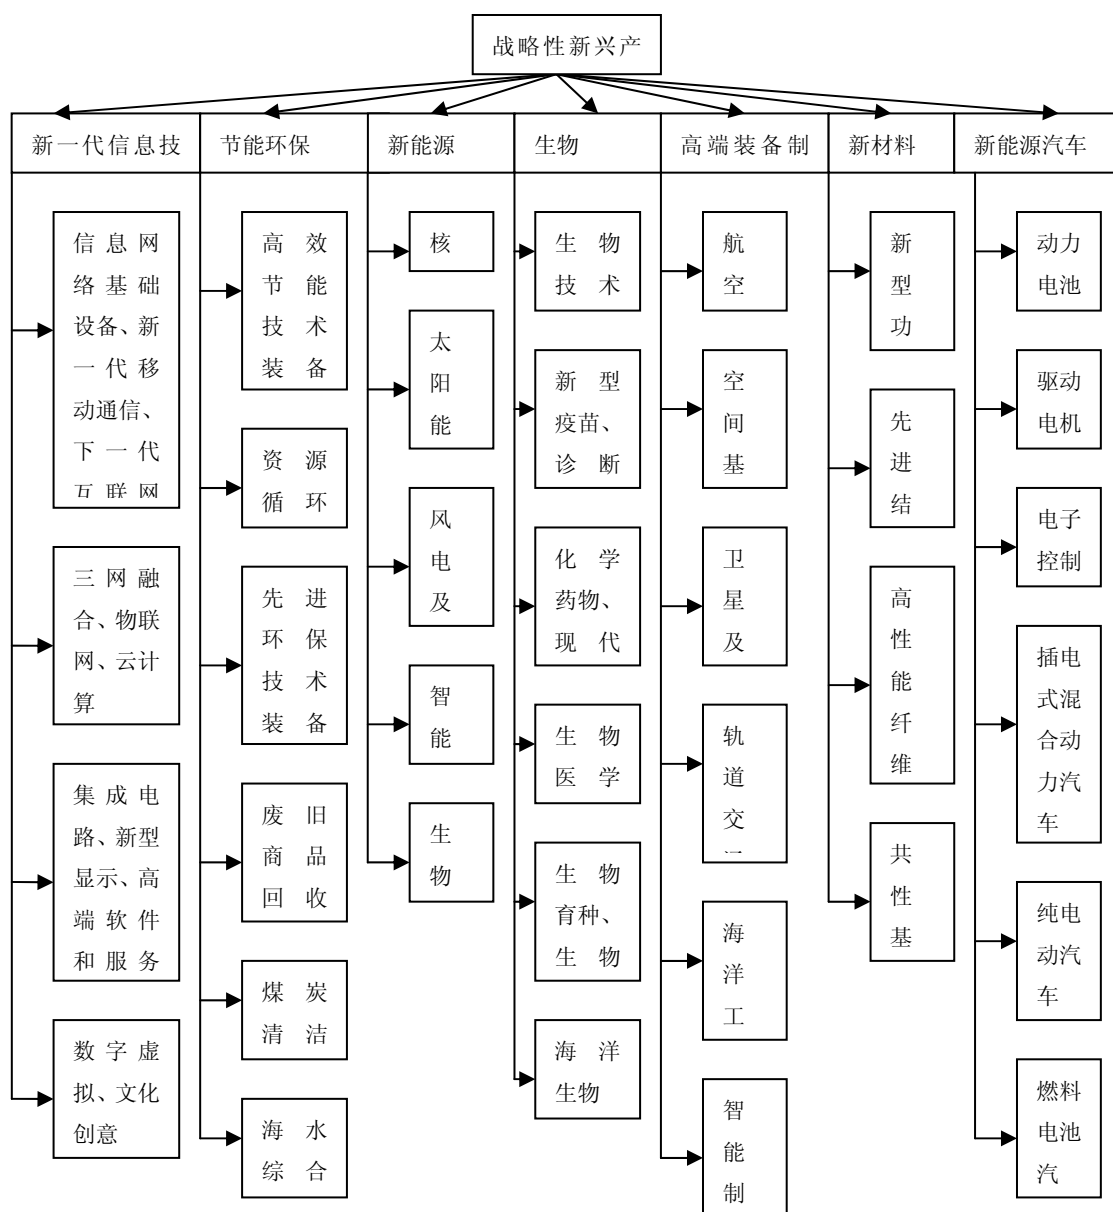 战略性新兴产
新一代信息技
节能环保
新能源
生物
高端装备制
新材料
新能源汽车
信息网
络基础
设备、新
一代移
动通信、
下一代
互联网
三网融
合、物联
网、云计
算
集成电
路、新型
显示、高
端软件
和服务
数字虚
拟、文化
创意
高效
节能
技术
装备
资源
循环
先进
环保
技术
装备
废旧
商品
回收
煤炭
清洁
海水
综合
核
太
阳
能
风
电
及
智
能
生
物
生物
技术
新型
疫苗、
诊断
化学
药物、
现代
生物
医学
生物
育种、
生物
海洋
生物
航
空
空
间
基
卫
星
及
轨
道
交
海
洋
工
智
能
制
新
型
功
先
进
结
高
性
能
纤
维
共
性
基
动力
电池
驱动
电机
电子
控制
插电
式混
合动
力汽
车
纯电
动汽
车
燃料
电池
汽